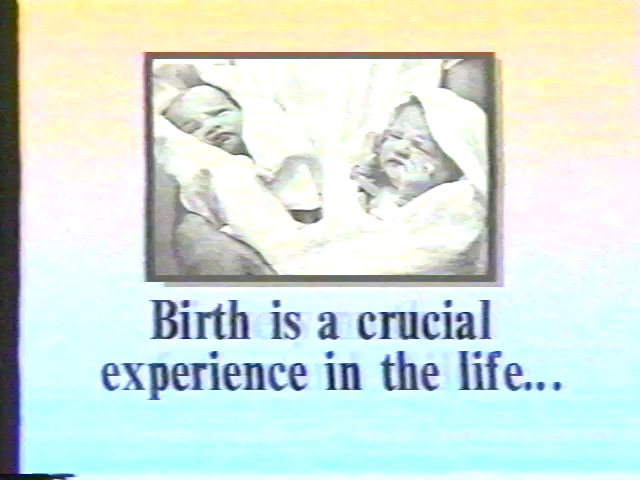 Birth is a crucial
experience in the life...